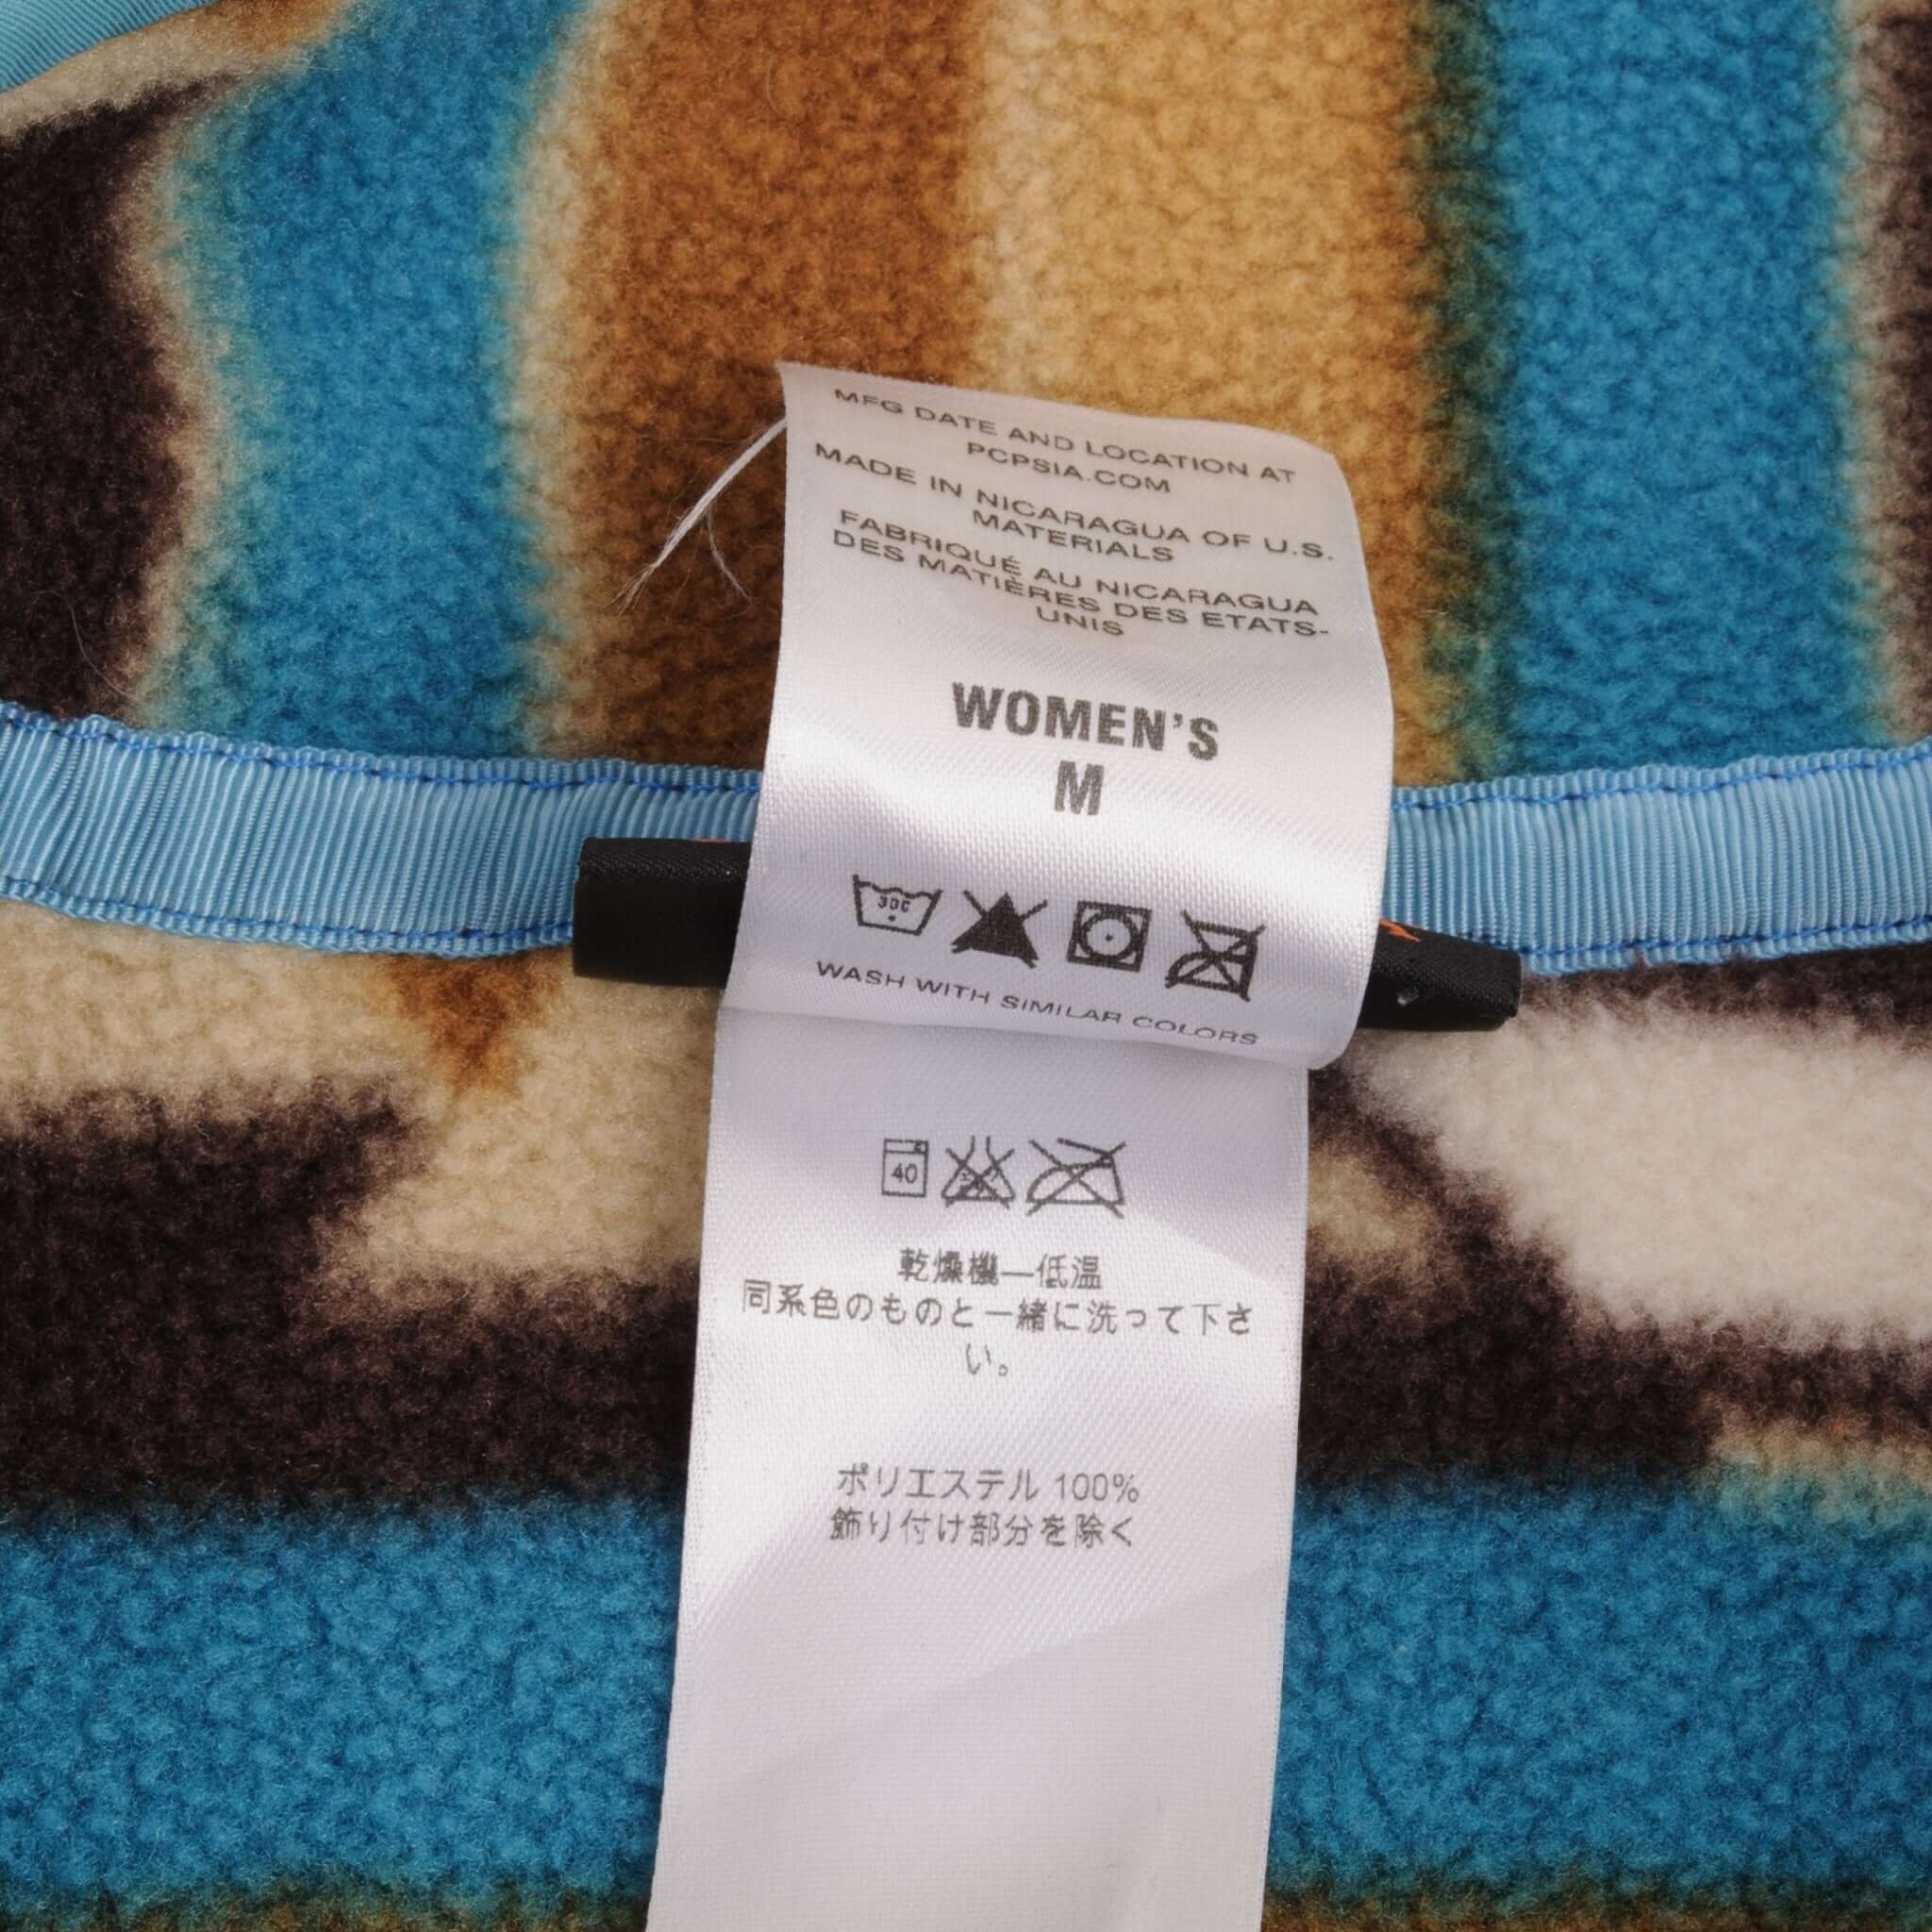 MFG DATE AND LOCATION AT
PCPSIA.COM
MADE IN NICARAGUA OF U.S.
MATERIALS
FABRIQUÉ AU NICARAGUA
DES MATIÈRES DES ETATS-
UNIS
WOMEN'S
M
30C
WASH WITH SIMILAR COLORS
40
乾燥機—低温
同系色のものと一緒に洗って下さ
い。
ポリエステル 100%
飾り付け部分を除く